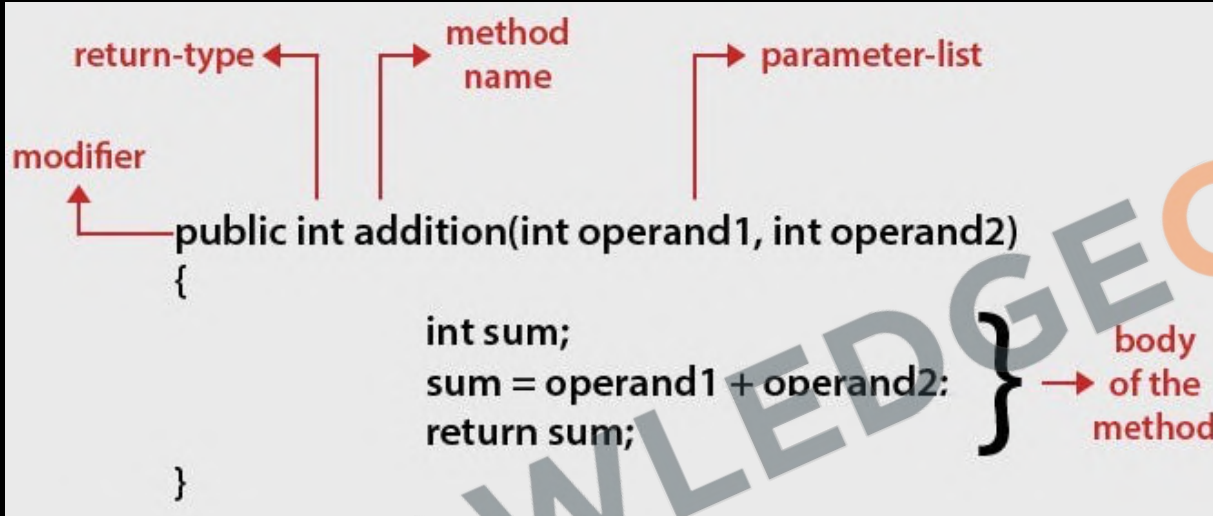 return-type
method
name
parameter-list
modifier
public int addition(int operand1, int operand2)
{
int sum;
sum = operand1 + operand2;
return sum;
}
}
body
of the
method
WLEDGE